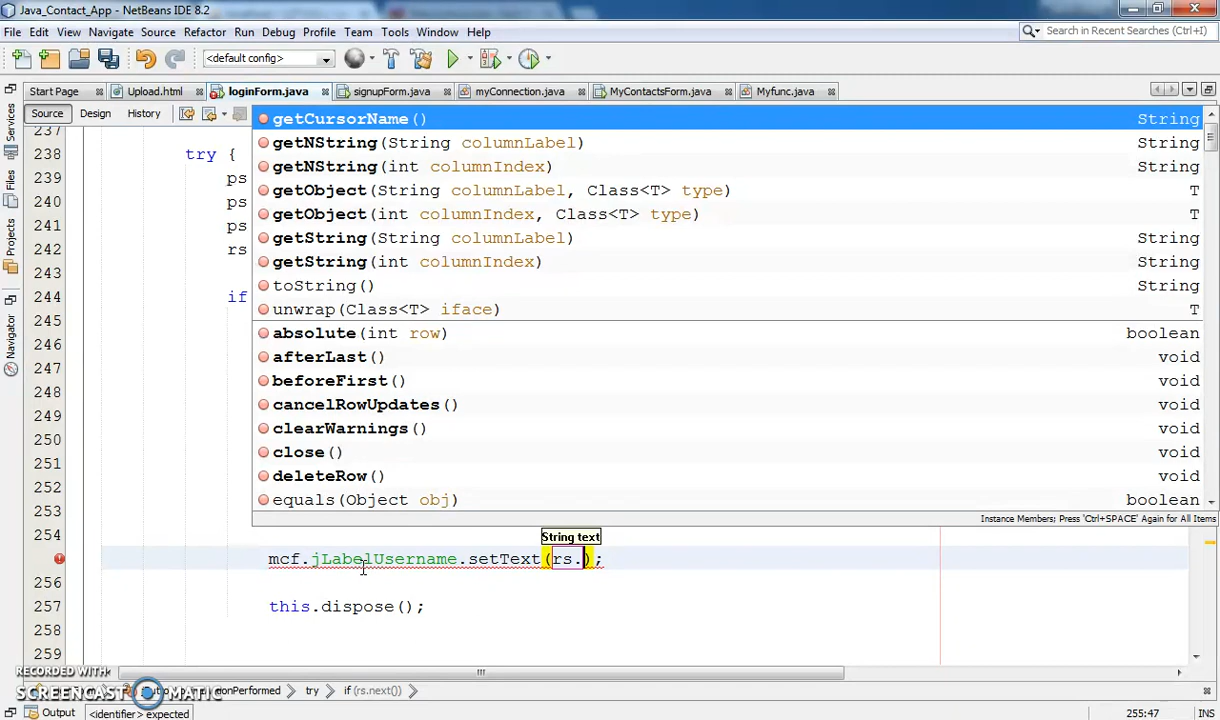 Java_Contact_App - NetBeans IDE 8.2
File Edit View Navigate Source Refactor Run Debug Profile Team Tools Window Help
Search in Recent Searches (Ctrl+I)
<default config>
Start Page Upload.html loginForm.java signupForm.java myConnection.java MyContactsForm.java Myfunc.java
Source Design History
Services
Files
Projects
Navigator
237
238 try {
239 ps
240 ps
241 ps
242 rs
243
244 if
245
246
247
248
249
250
251
252
253
254
getCursorName() String
getNString(String columnLabel) String
getNString(int columnIndex) String
getObject(String columnLabel, Class<T> type) T
getObject(int columnIndex, Class<T> type) T
getString(String columnLabel) String
getString(int columnIndex) String
toString() String
unwrap(Class<T> iface) T
absolute(int row) boolean
afterLast() void
beforeFirst() void
cancelRowUpdates() void
clearWarnings() void
close() void
deleteRow() void
equals(Object obj) boolean
Instance Members; Press 'Ctrl+SPACE' Again for All Items
String text
mcf.jLabelUsername.setText(rs.);
256
257 this.dispose();
258
259
RECORDED WITH
SCREENCAST MATIC
onPerformed try if (rs.next())
Output <identifier> expected 255:47 INS